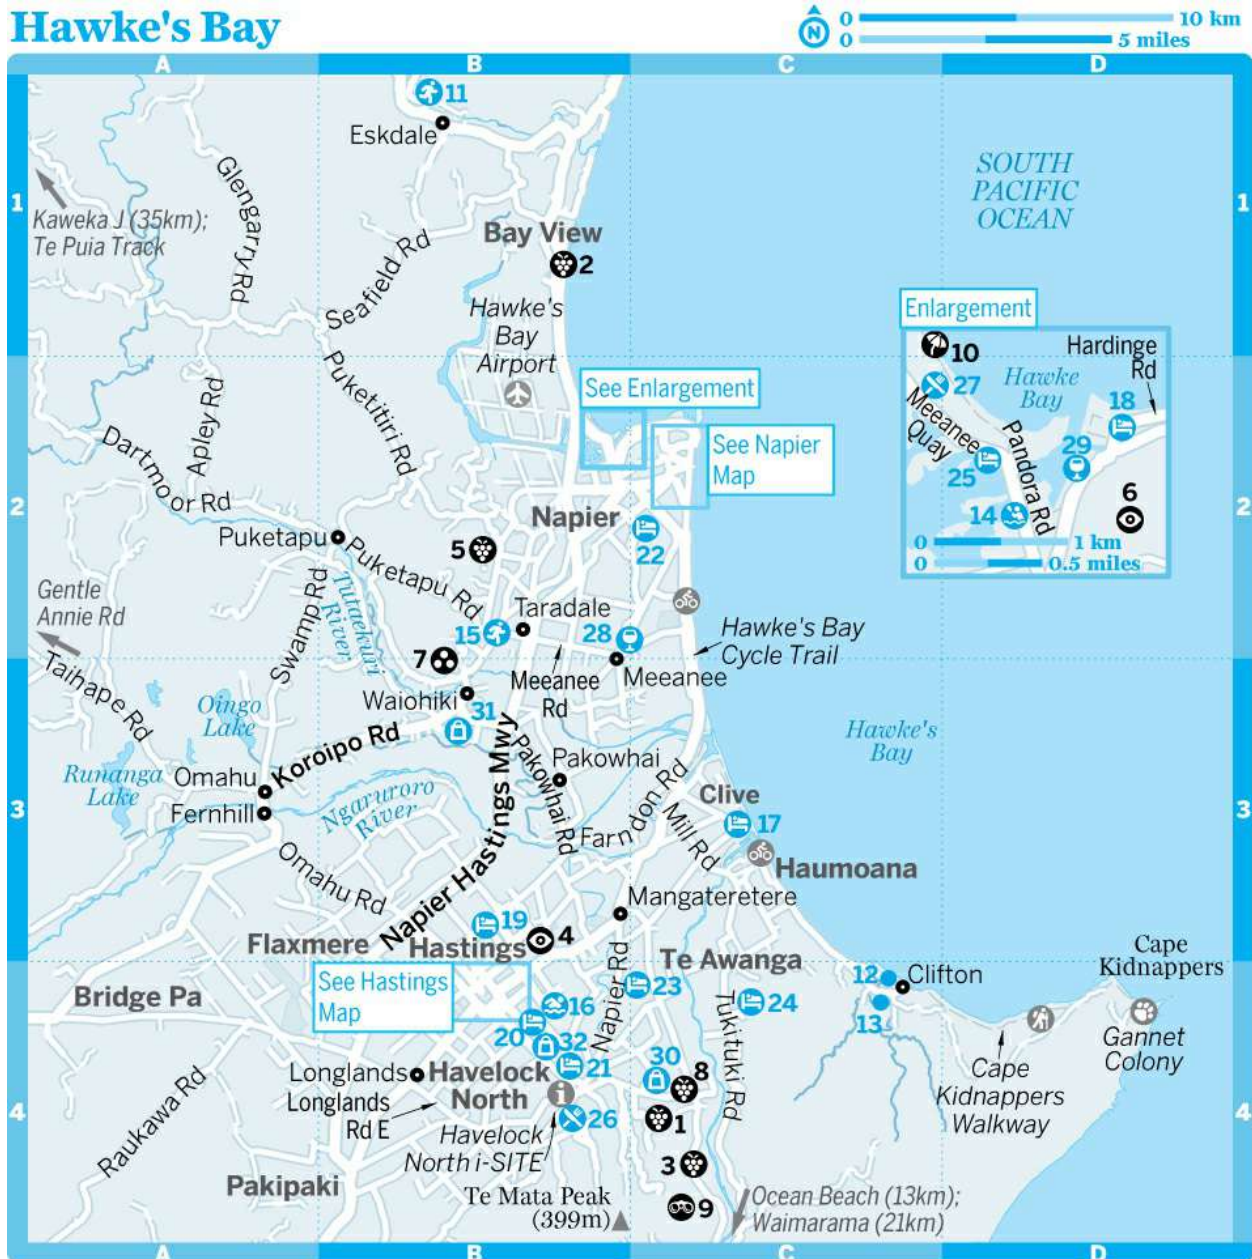 Hawke's Bay
N
0 10 km
0 5 miles
A B C D
11
Eskdale
SOUTH
PACIFIC
OCEAN
1 1
Glengarry Rd
Kaweka J (35km);
Te Puia Track
Seafield Rd
Bay View
2
Hawke's
Bay
Airport
Enlargement
10
Hardinge
Rd
Hawke
Bay
27
18
Meeanee
Quay
Pandora Rd
29
25
6
14
0 1 km
0 0.5 miles
See Enlargement
See Napier
Map
Puketitiri Rd
Apley Rd
Dartmoor Rd
2 2
Napier
22
Puketapu
5
Puketapu Rd
Tutaekuri
River
Swamp Rd
Gentle
Annie Rd
Taradale
15
28
Hawke's Bay
Cycle Trail
7
Meeanee
Rd
Meeanee
Taihape Rd
Waiohiki
31
Oingo
Lake
Koroipo Rd
Hawke's
Bay
Napier Hastings Mwy
Pakowhai
Pakowhai Rd
Runanga
Lake
Omahu
Fernhill
Ngaruroro
River
Clive
17
3 3
Farndon Rd
Mill Rd
Haumoana
Omahu Rd
Mangateretere
19
4
Flaxmere
Hastings
Te Awanga
Cape
Kidnappers
12
Clifton
13
See Hastings
Map
Bridge Pa
23
24
16
Napier Rd
Tukituki Rd
20
32
21
30
8
Gannet
Colony
Cape
Kidnappers
Walkway
Longlands
Havelock
North
Longlands
Rd E
26
1
4 4
Raukawa Rd
Havelock
North i-SITE
3
Pakipaki
Te Mata Peak
(399m)
9
Ocean Beach (13km);
Waimarama (21km)
A B C D